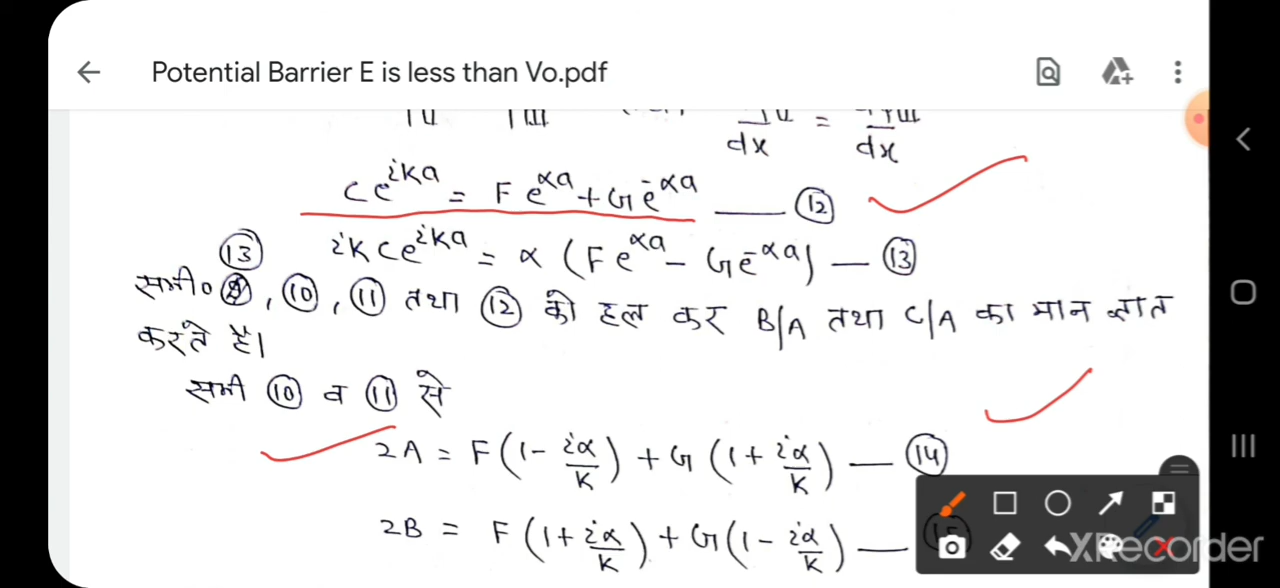 Potential Barrier E is less than Vo.pdf
dx = dx
Ce^{ika} = Fe^{αa} + Ge^{-αa} —— (12)
(13) ikCe^{ika} = α (Fe^{αa} - Ge^{-αa}) — (13)
समी० , (10), (11) तथा (12) को हल कर B/A तथा C/A का मान ज्ञात
करते है।
समी (10) व (11) से
2A = F(1 - iα/k) + G(1 + iα/k) — (14)
2B = F(1 + iα/k) + G(1 - iα/k) —
XRecorder